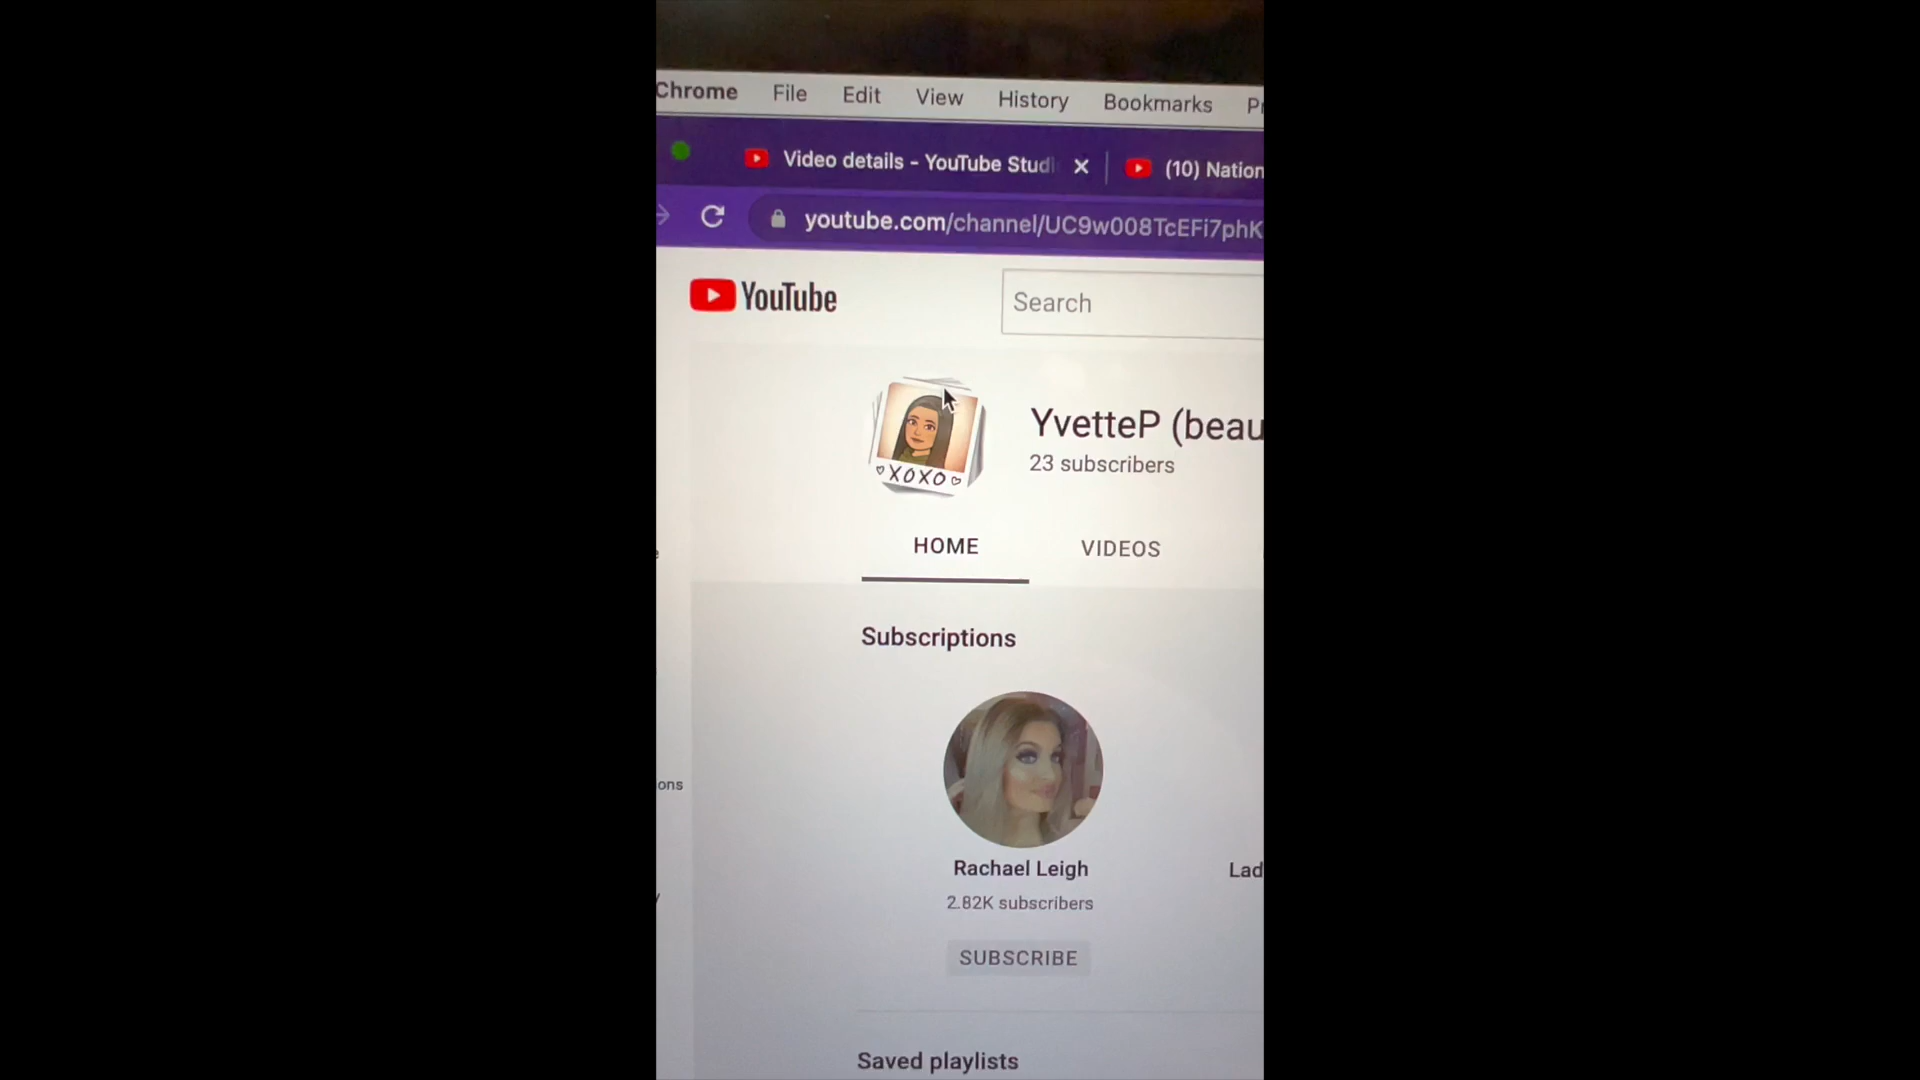 Chrome File Edit View History Bookmarks
Video details - YouTube Studi
(10) Nation
youtube.com/channel/UC9w008TcEFi7phK
YouTube
Search
YvetteP (beau
23 subscribers
XOXO
HOME VIDEOS
Subscriptions
ons
Rachael Leigh
Lad
2.82K subscribers
SUBSCRIBE
Saved playlists